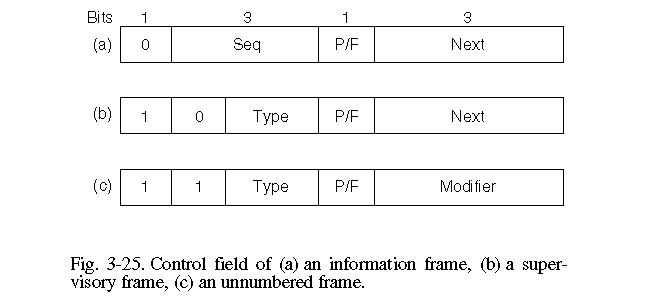 Bits 1 3 1 3
(a) 0 Seq P/F Next
(b) 1 0 Type P/F Next
(c) 1 1 Type P/F Modifier
Fig. 3-25. Control field of (a) an information frame, (b) a super-
visory frame, (c) an unnumbered frame.